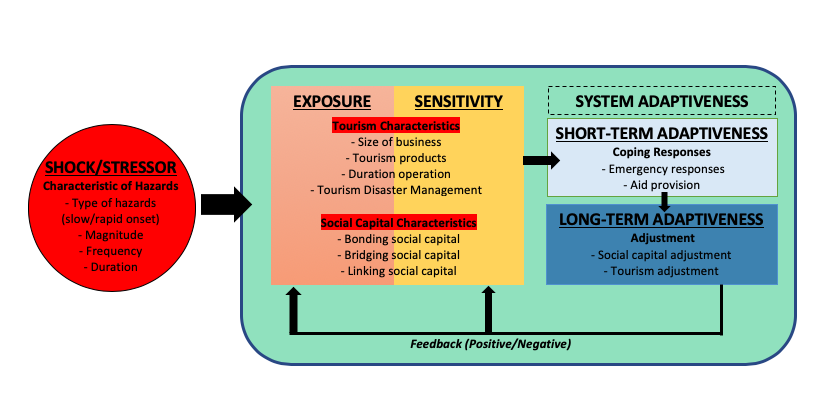 SHOCK/STRESSOR
Characteristic of Hazards
- Type of hazards
(slow/rapid onset)
- Magnitude
- Frequency
- Duration
EXPOSURE
SENSITIVITY
Tourism Characteristics
- Size of business
- Tourism products
- Duration operation
- Tourism Disaster Management
Social Capital Characteristics
- Bonding social capital
- Bridging social capital
- Linking social capital
SYSTEM ADAPTIVENESS
SHORT-TERM ADAPTIVENESS
Coping Responses
- Emergency responses
- Aid provision
LONG-TERM ADAPTIVENESS
Adjustment
- Social capital adjustment
- Tourism adjustment
Feedback (Positive/Negative)